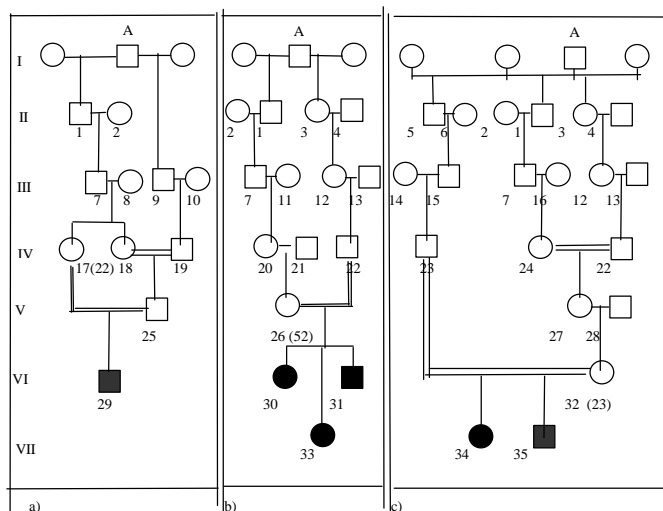 A A A
I
II
1 2 2 1 3 4 5 6 2 1 3 4
III
7 8 9 10 7 11 12 13 14 15 7 16 12 13
IV
17(22) 18 19 20 21 22 23 24 22
V
25 26 (52) 27 28
VI
29 30 31 32 (23)
VII
33 34 35
a) b) c)